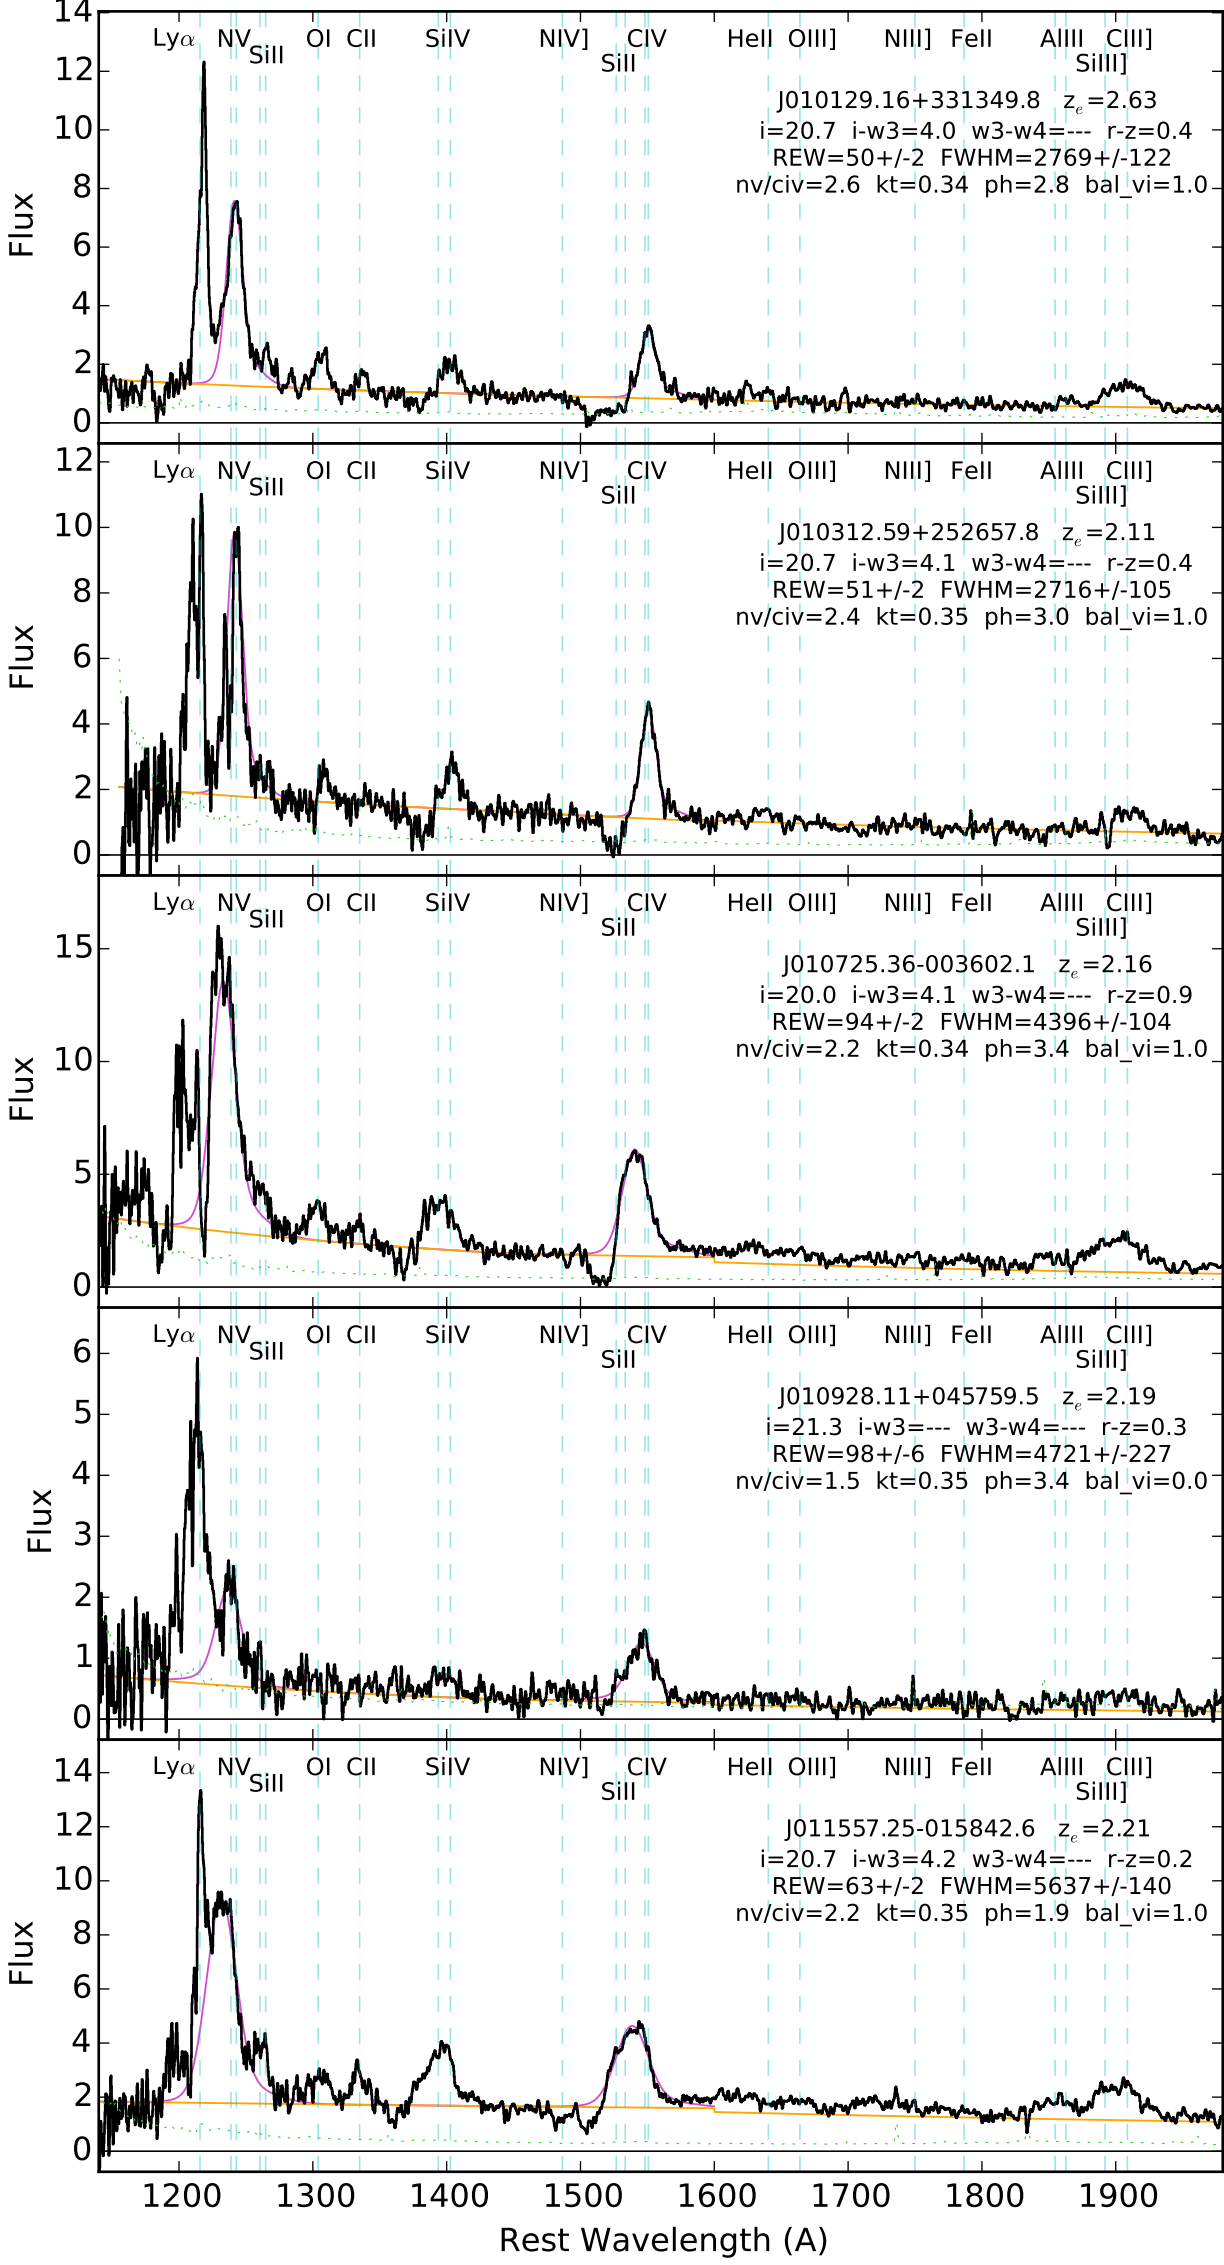 14
12
10
8
6
4
2
0
Flux
Lyα NV SiII OI CII SiIV NIV] SiII CIV HeII OIII] NIII] FeII AlIII SiIII] CIII]
J010129.16+331349.8 z_e=2.63
i=20.7 i-w3=4.0 w3-w4=--- r-z=0.4
REW=50+/-2 FWHM=2769+/-122
nv/civ=2.6 kt=0.34 ph=2.8 bal_vi=1.0
12
10
8
6
4
2
0
Flux
Lyα NV SiII OI CII SiIV NIV] SiII CIV HeII OIII] NIII] FeII AlIII SiIII] CIII]
J010312.59+252657.8 z_e=2.11
i=20.7 i-w3=4.1 w3-w4=--- r-z=0.4
REW=51+/-2 FWHM=2716+/-105
nv/civ=2.4 kt=0.35 ph=3.0 bal_vi=1.0
15
10
5
0
Flux
Lyα NV SiII OI CII SiIV NIV] SiII CIV HeII OIII] NIII] FeII AlIII SiIII] CIII]
J010725.36-003602.1 z_e=2.16
i=20.0 i-w3=4.1 w3-w4=--- r-z=0.9
REW=94+/-2 FWHM=4396+/-104
nv/civ=2.2 kt=0.34 ph=3.4 bal_vi=1.0
6
5
4
3
2
1
0
Flux
Lyα NV SiII OI CII SiIV NIV] SiII CIV HeII OIII] NIII] FeII AlIII SiIII] CIII]
J010928.11+045759.5 z_e=2.19
i=21.3 i-w3=--- w3-w4=--- r-z=0.3
REW=98+/-6 FWHM=4721+/-227
nv/civ=1.5 kt=0.35 ph=3.4 bal_vi=0.0
14
12
10
8
6
4
2
0
Flux
Lyα NV SiII OI CII SiIV NIV] SiII CIV HeII OIII] NIII] FeII AlIII SiIII] CIII]
J011557.25-015842.6 z_e=2.21
i=20.7 i-w3=4.2 w3-w4=--- r-z=0.2
REW=63+/-2 FWHM=5637+/-140
nv/civ=2.2 kt=0.35 ph=1.9 bal_vi=1.0
1200 1300 1400 1500 1600 1700 1800 1900
Rest Wavelength (A)